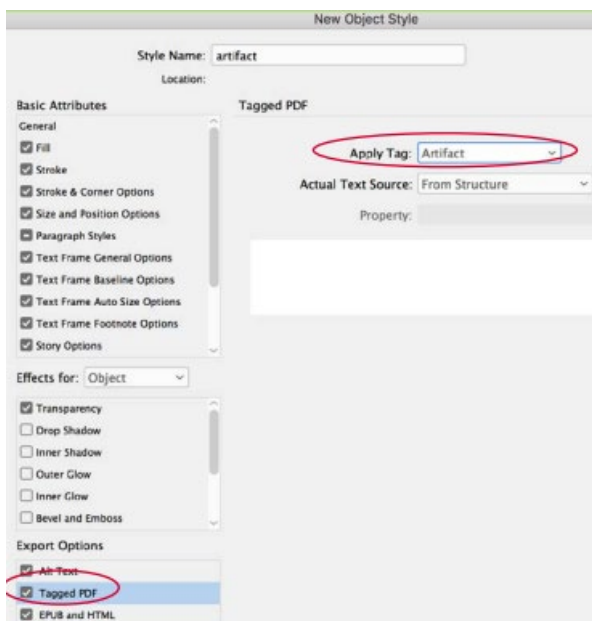 New Object Style
Style Name: artifact
Location:
Basic Attributes
General
Fill
Stroke
Stroke & Corner Options
Size and Position Options
Paragraph Styles
Text Frame General Options
Text Frame Baseline Options
Text Frame Auto Size Options
Text Frame Footnote Options
Story Options
Effects for: Object
Transparency
Drop Shadow
Inner Shadow
Outer Glow
Inner Glow
Bevel and Emboss
Export Options
Alt Text
Tagged PDF
EPUB and HTML
Tagged PDF
Apply Tag: Artifact
Actual Text Source: From Structure
Property: